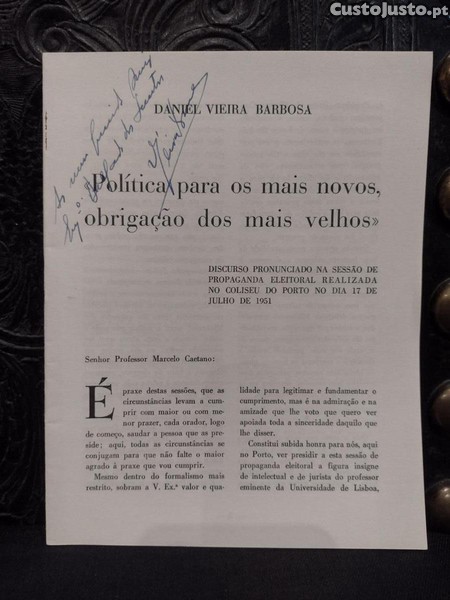 CustoJusto.pt
Ao meu
DANIEL VIEIRA BARBOSA
«Política para os mais novos,
obrigação dos mais velhos»
DISCURSO PRONUNCIADO NA SESSÃO DE
PROPAGANDA ELEITORAL REALIZADA
NO COLISEU DO PORTO NO DIA 17 DE
JULHO DE 1951
Senhor Professor Marcelo Caetano:
É praxe destas sessões, que as
circunstâncias levam a cum-
prir com maior ou com me-
nor prazer, cada orador, logo
de começo, saudar a pessoa que as pre-
side; aqui, todas as circunstâncias se
conjugam para que não falte o maior
agrado à praxe que vou cumprir.
Mesmo dentro do formalismo mais
restrito, sobram a V. Ex.ª valor e qua-
lidade para legitimar e fundamentar o
cumprimento, mas é na admiração e na
amizade que lhe voto que quero ver
apoiada toda a sinceridade daquilo que
lhe disser.
Constitui subida honra para nós, aqui
no Porto, ver presidir a esta sessão de
propaganda eleitoral a figura insigne
de intelectual e de jurista do professor
eminente da Universidade de Lisboa,